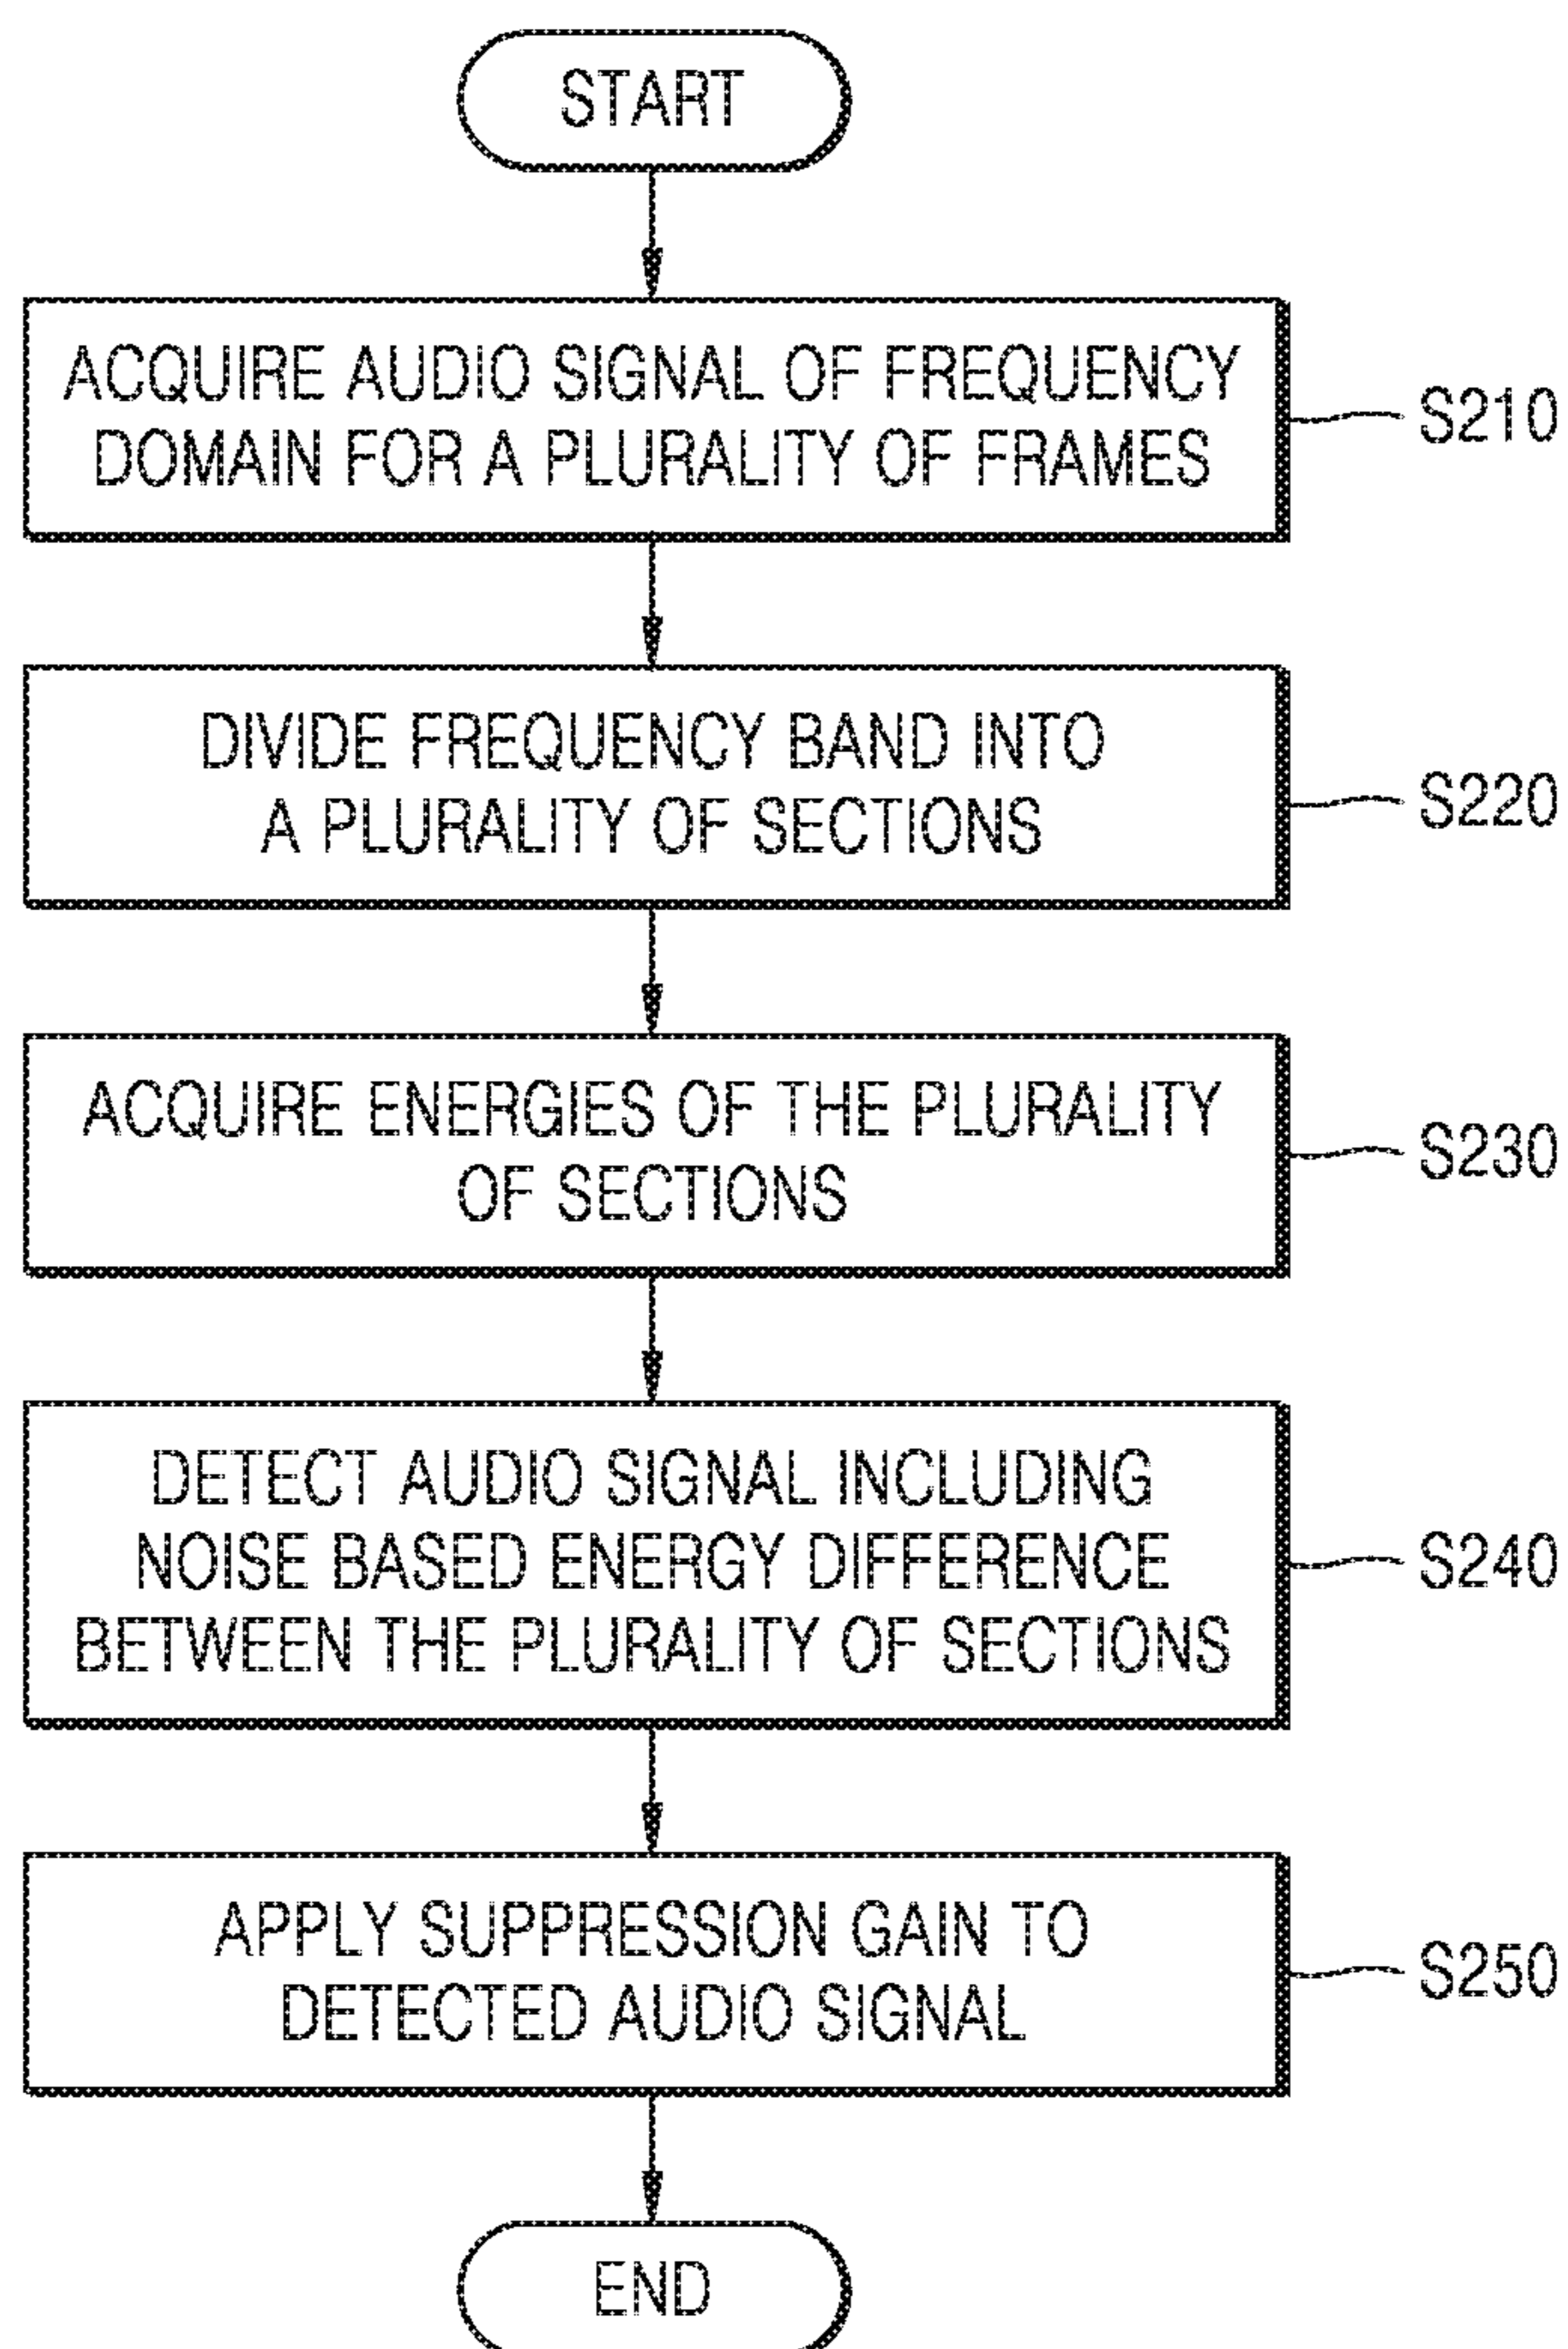 START
ACQUIRE AUDIO SIGNAL OF FREQUENCY
DOMAIN FOR A PLURALITY OF FRAMES
S210
DIVIDE FREQUENCY BAND INTO
A PLURALITY OF SECTIONS
S220
ACQUIRE ENERGIES OF THE PLURALITY
OF SECTIONS
S230
DETECT AUDIO SIGNAL INCLUDING
NOISE BASED ENERGY DIFFERENCE
BETWEEN THE PLURALITY OF SECTIONS
S240
APPLY SUPPRESSION GAIN TO
DETECTED AUDIO SIGNAL
S250
END